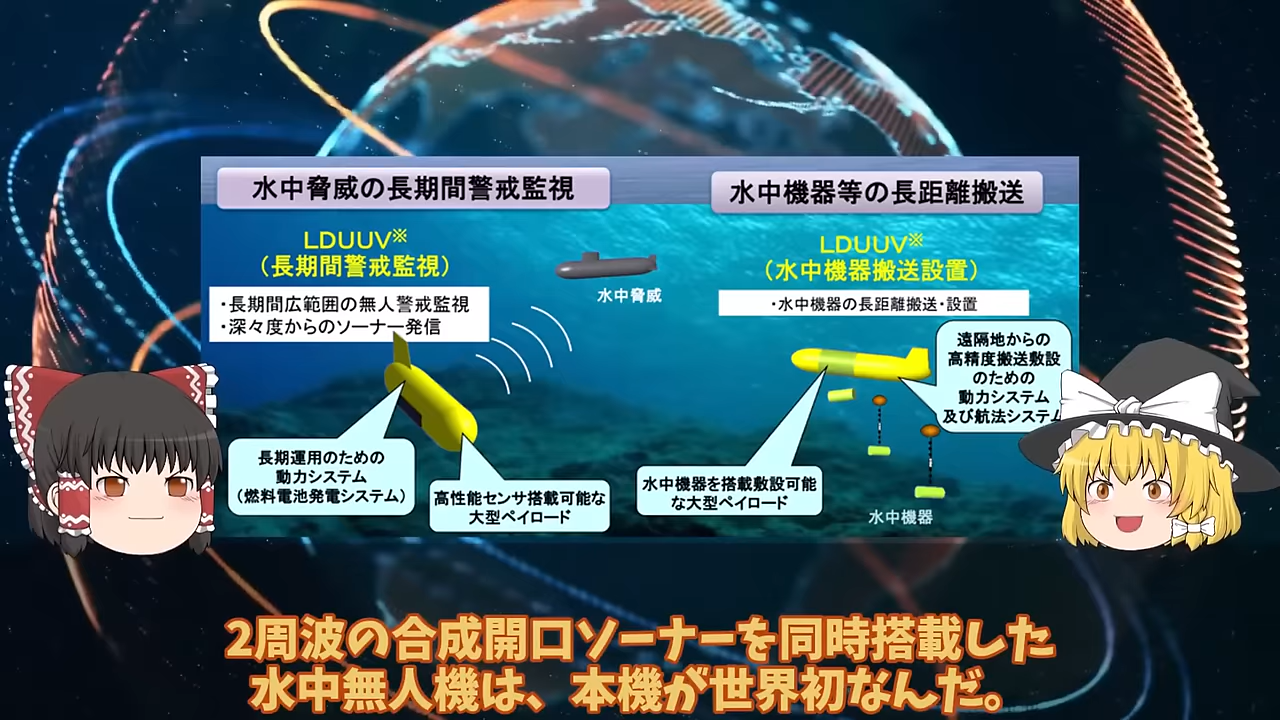 水中脅威の長期間警戒監視
LDUUV※
（長期間警戒監視）
・長期間広範囲の無人警戒監視
・深々度からのソーナー発信
水中脅威
長期運用のための
動力システム
（燃料電池発電システム）
高性能センサ搭載可能な
大型ペイロード
水中機器等の長距離搬送
LDUUV※
（水中機器搬送設置）
・水中機器の長距離搬送・設置
遠隔地からの
高精度搬送敷設
のための
動力システム
及び航法システム
水中機器を搭載敷設可能
な大型ペイロード
水中機器
2周波の合成開口ソーナーを同時搭載した
水中無人機は、本機が世界初なんだ。